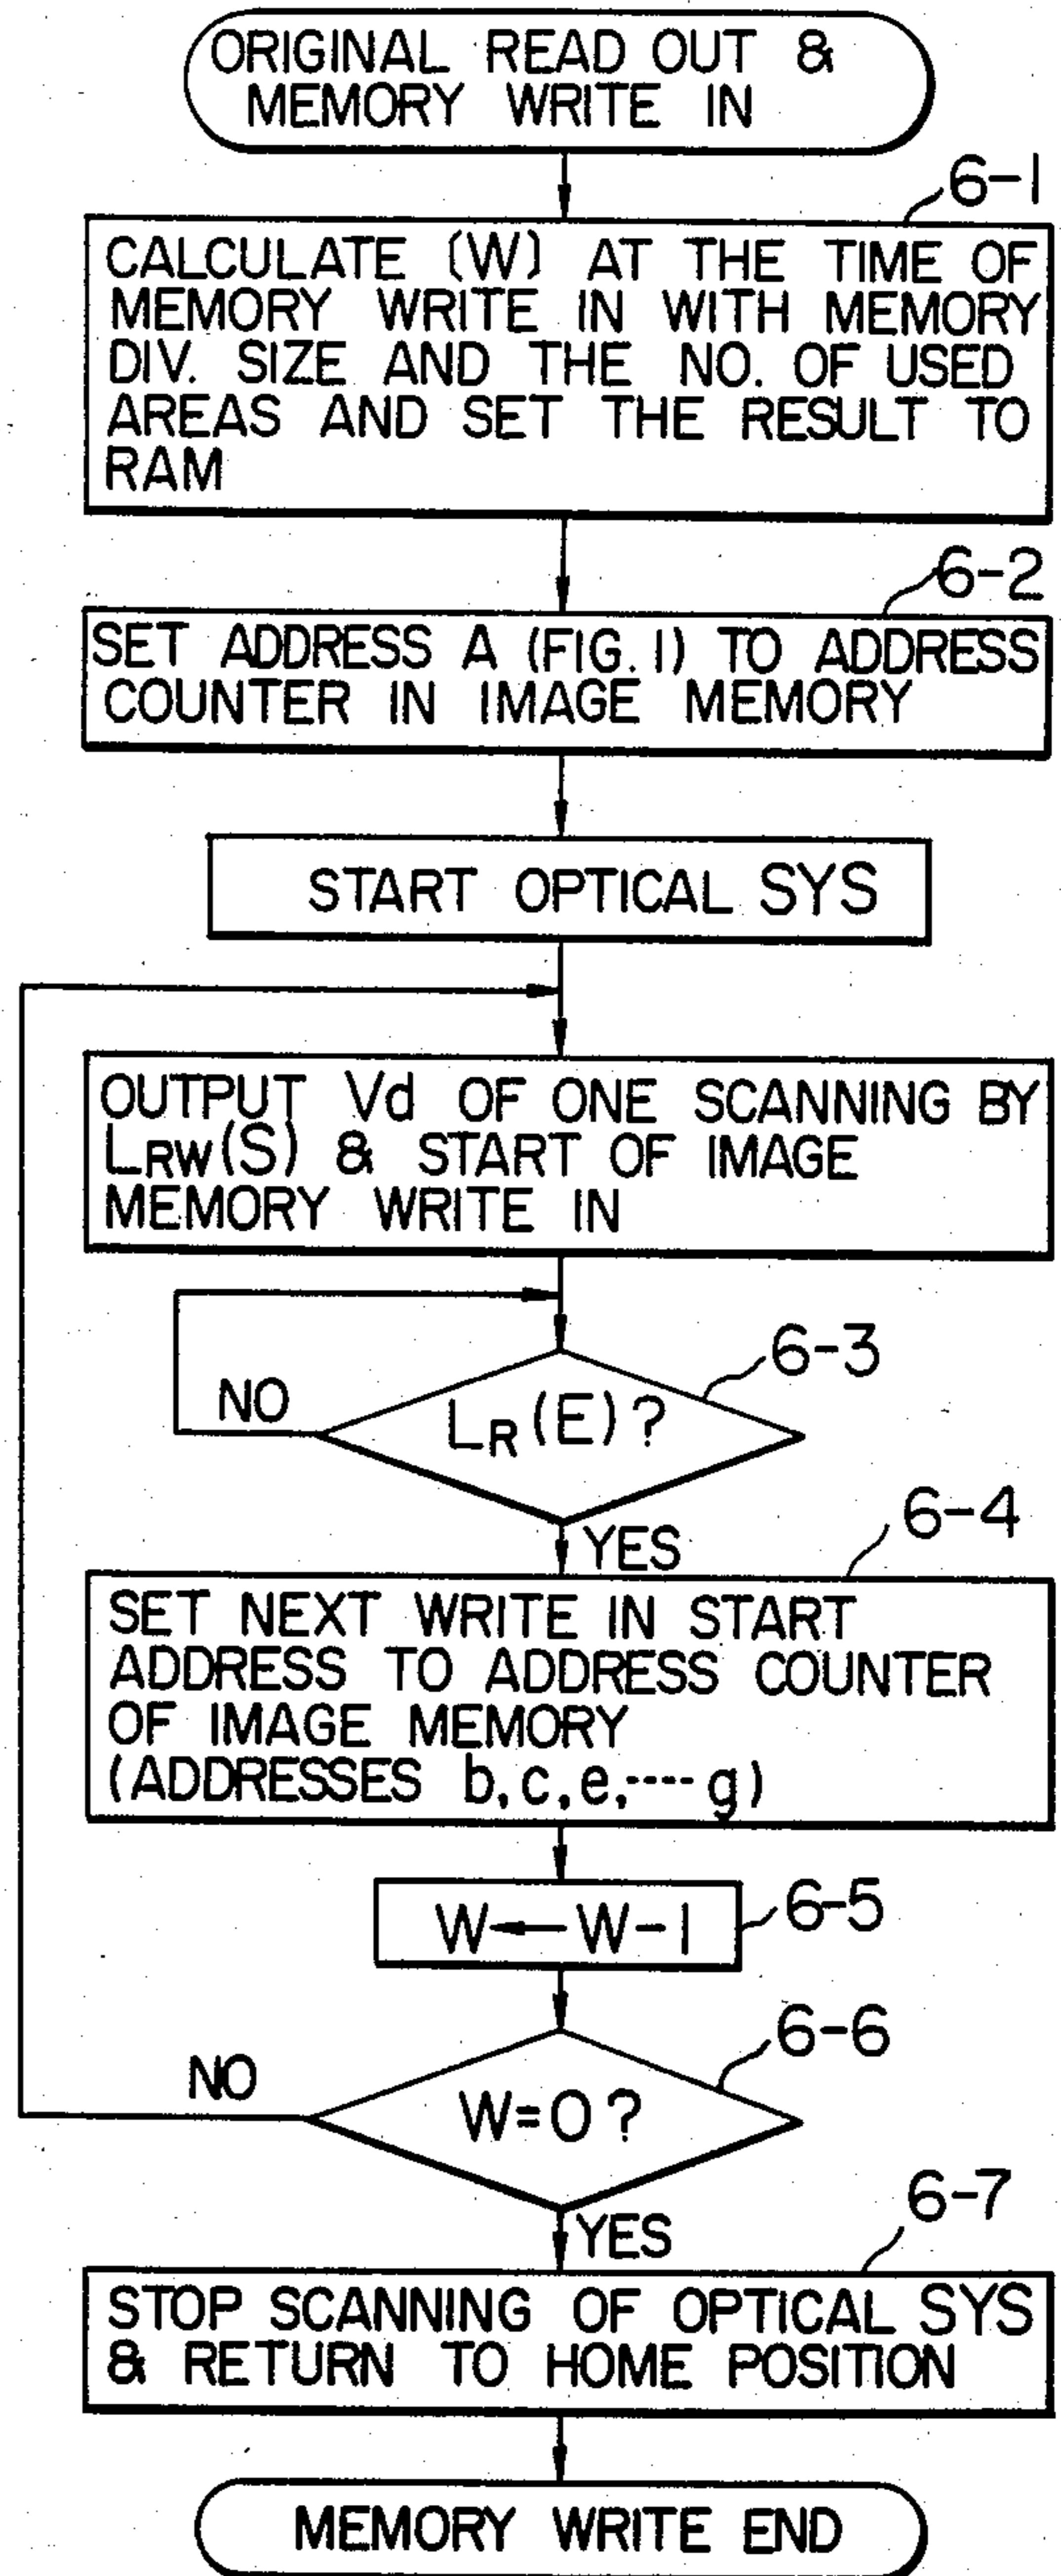 ORIGINAL READ OUT &
MEMORY WRITE IN
6-1
CALCULATE (W) AT THE TIME OF
MEMORY WRITE IN WITH MEMORY
DIV. SIZE AND THE NO. OF USED
AREAS AND SET THE RESULT TO
RAM
6-2
SET ADDRESS A (FIG. 1) TO ADDRESS
COUNTER IN IMAGE MEMORY
START OPTICAL SYS
OUTPUT Vd OF ONE SCANNING BY
LRW(S) & START OF IMAGE
MEMORY WRITE IN
6-3
NO
LR(E)?
YES
6-4
SET NEXT WRITE IN START
ADDRESS TO ADDRESS COUNTER
OF IMAGE MEMORY
(ADDRESSES b,c,e,----g)
6-5
W←W-1
6-6
NO
W=0?
YES
6-7
STOP SCANNING OF OPTICAL SYS
& RETURN TO HOME POSITION
MEMORY WRITE END